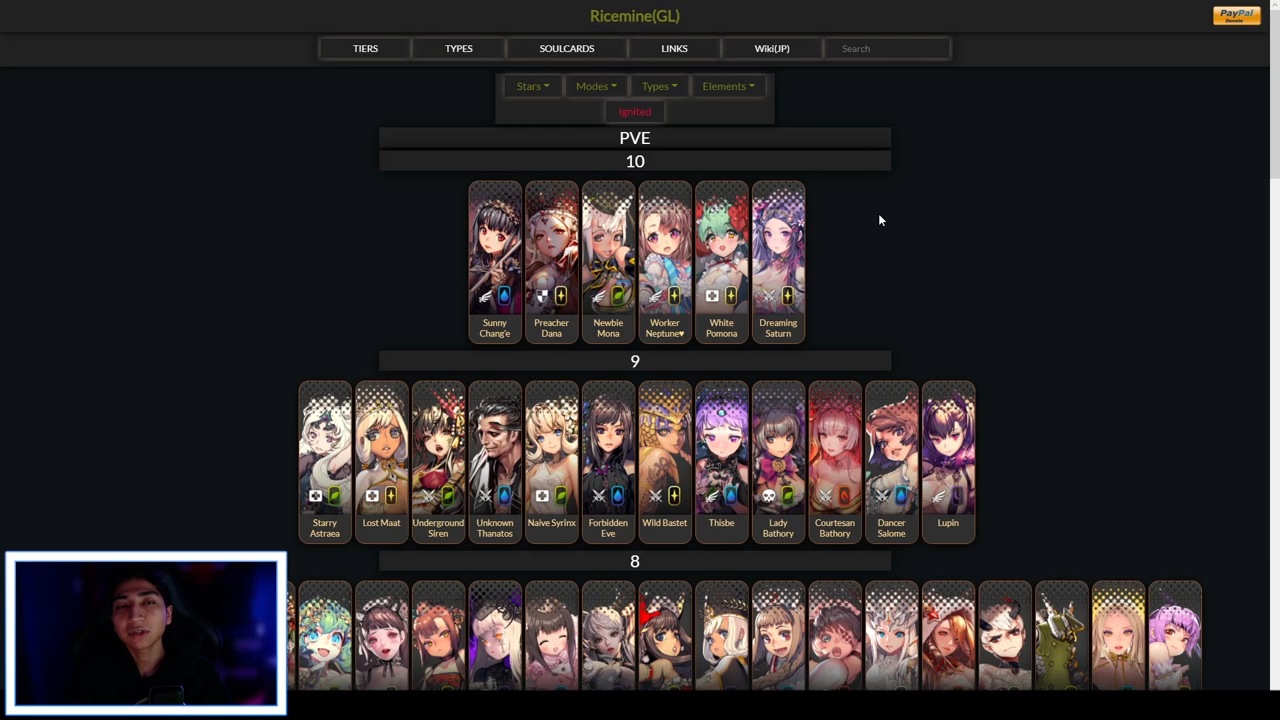 Ricemine(GL)
PayPal
Donate
TIERS
TYPES
SOULCARDS
LINKS
Wiki(JP)
Search
Stars
Modes
Types
Elements
Ignited
PVE
10
Sunny Chang'e
Preacher Dana
Newbie Mona
Worker Neptune♥
White Pomona
Dreaming Saturn
9
Starry Astraea
Lost Maat
Underground Siren
Unknown Thanatos
Naive Syrinx
Forbidden Eve
Wild Bastet
Thisbe
Lady Bathory
Courtesan Bathory
Dancer Salome
Lupin
8